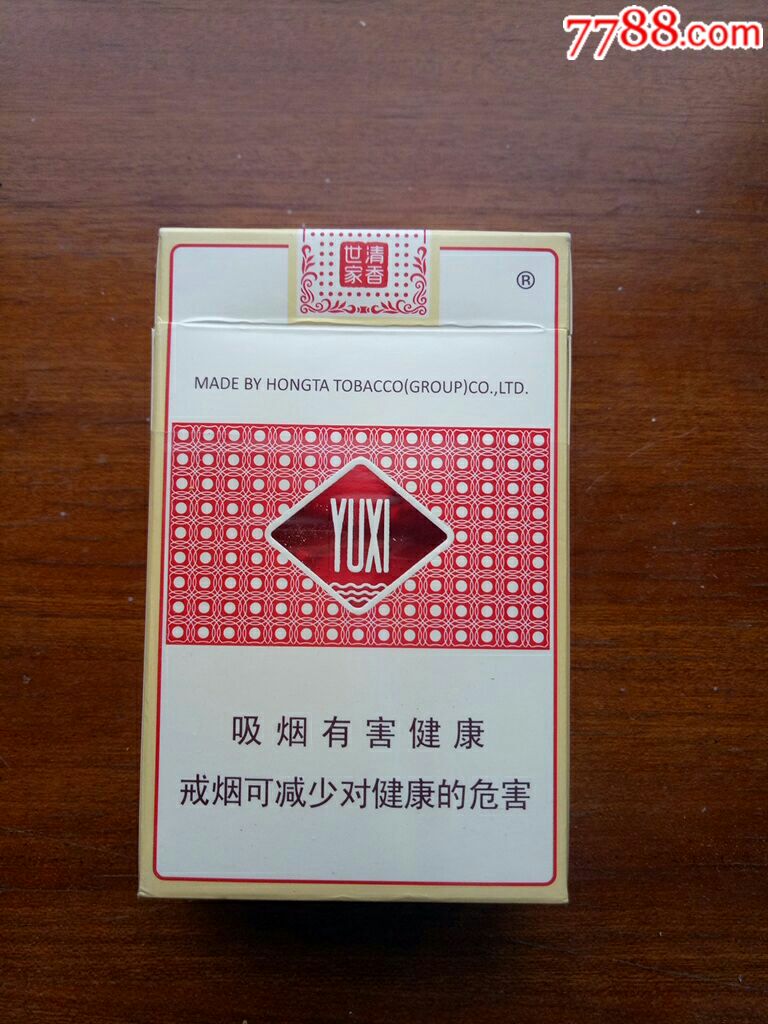 7788.com
清香
世家
®
MADE BY HONGTA TOBACCO(GROUP)CO.,LTD.
YUXI
吸烟有害健康
戒烟可减少对健康的危害